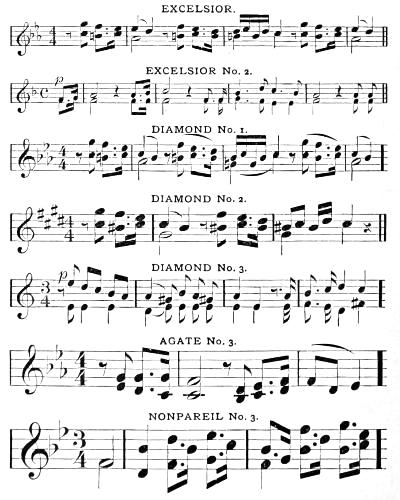 EXCELSIOR.
EXCELSIOR No. 2.
p
DIAMOND No. 1.
DIAMOND No. 2.
DIAMOND No. 3.
p
AGATE No. 3.
NONPAREIL No. 3.